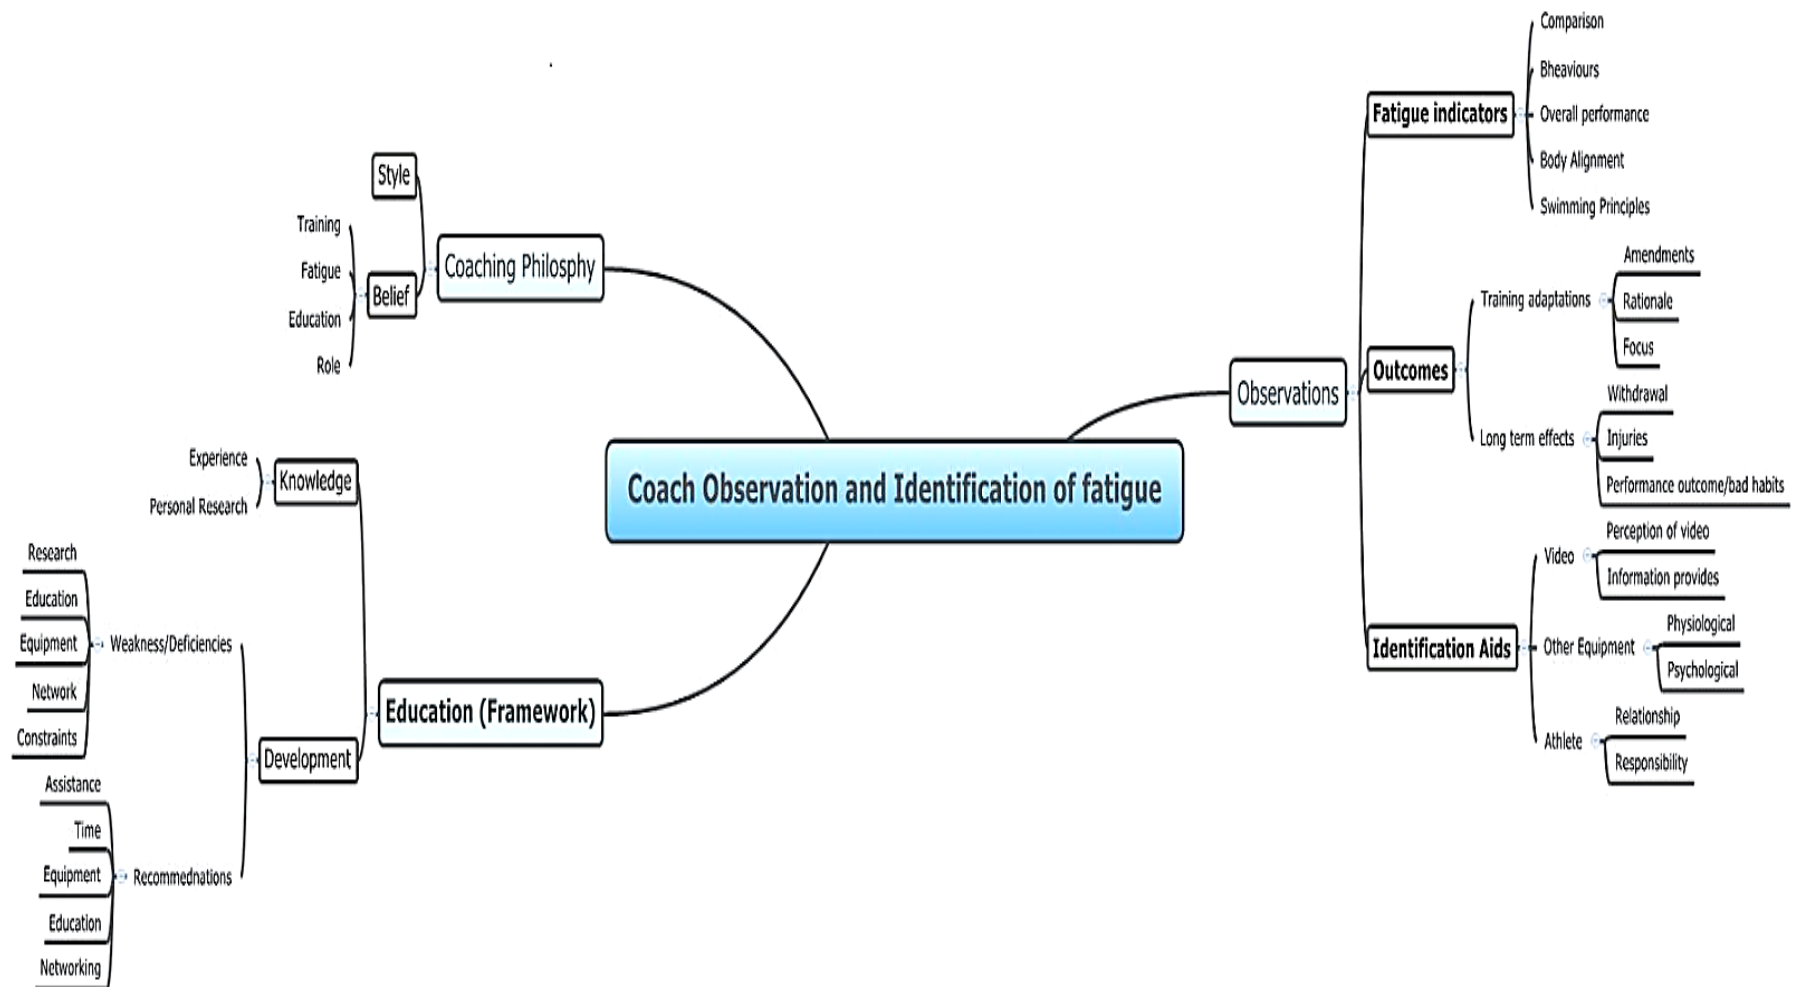 Coach Observation and Identification of fatigue
Coaching Philosphy
Style
Belief
Training
Fatigue
Education
Role
Education (Framework)
Knowledge
Experience
Personal Research
Development
Weakness/Deficiencies
Research
Education
Equipment
Network
Constraints
Recommednations
Assistance
Time
Equipment
Education
Networking
Observations
Fatigue indicators
Comparison
Bheaviours
Overall performance
Body Alignment
Swimming Principles
Outcomes
Training adaptations
Amendments
Rationale
Focus
Long term effects
Withdrawal
Injuries
Performance outcome/bad habits
Identification Aids
Video
Perception of video
Information provides
Other Equipment
Physiological
Psychological
Athlete
Relationship
Responsibility